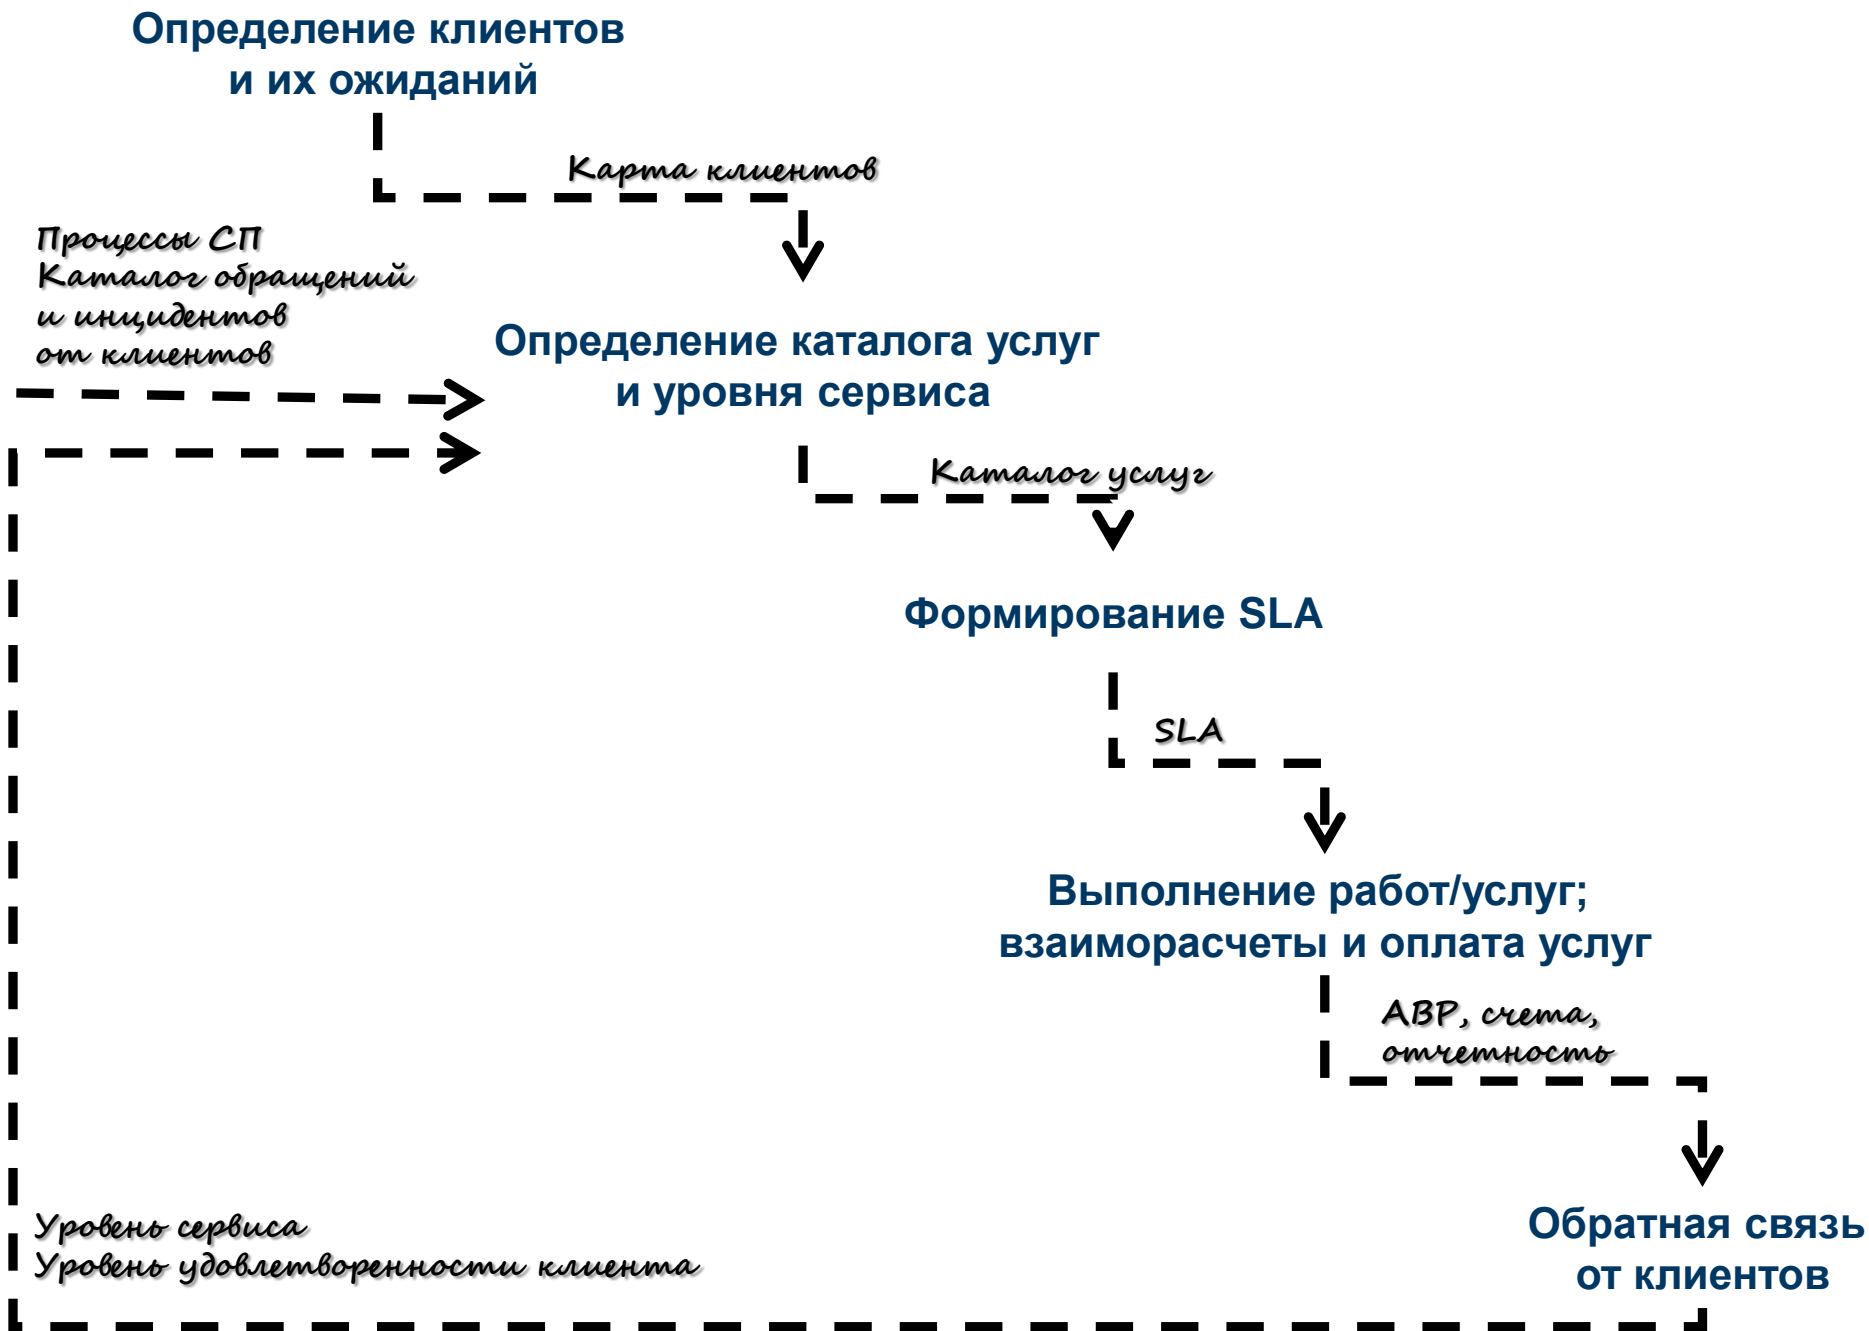 Определение клиентов
и их ожиданий
Карта клиентов
Процессы СП
Каталог обращений
и инцидентов
от клиентов
Определение каталога услуг
и уровня сервиса
Каталог услуг
Формирование SLA
SLA
Выполнение работ/услуг;
взаиморасчеты и оплата услуг
АВР, счета,
отчетность
Уровень сервиса
Уровень удовлетворенности клиента
Обратная связь
от клиентов